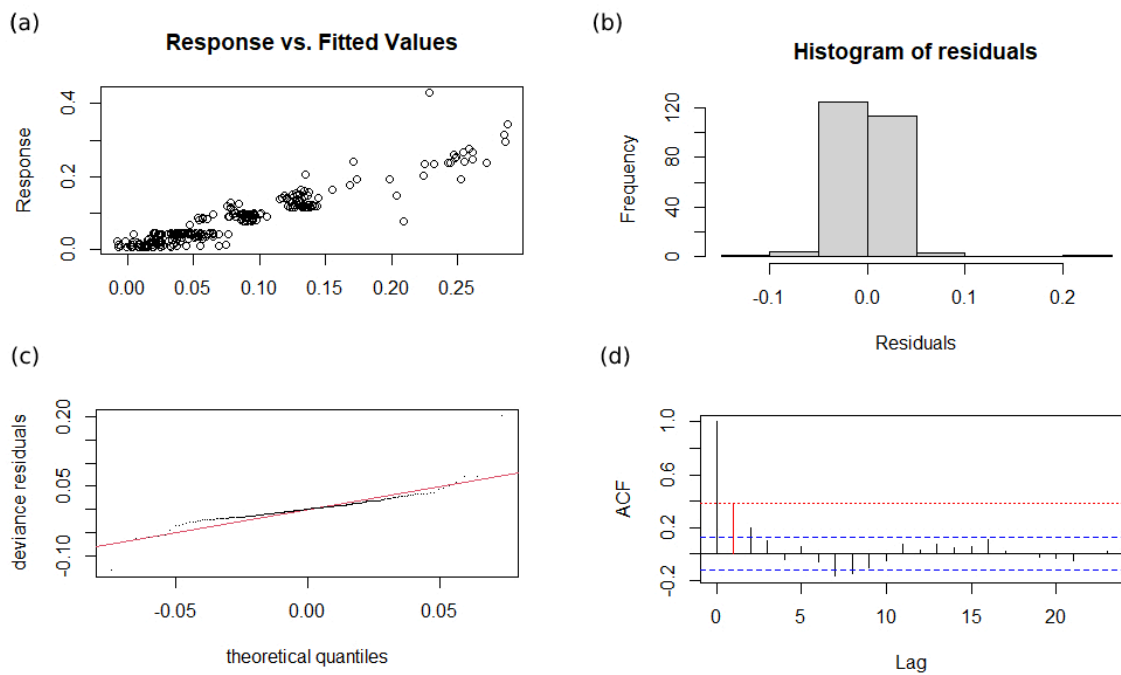 (a)
Response vs. Fitted Values
Response
0.4
0.2
0.0
0.00 0.05 0.10 0.15 0.20 0.25
(b)
Histogram of residuals
Frequency
120
80
40
0
-0.1 0.0 0.1 0.2
Residuals
(c)
deviance residuals
0.20
0.05
-0.10
-0.05 0.00 0.05
theoretical quantiles
(d)
ACF
1.0
0.6
0.2
-0.2
0 5 10 15 20
Lag